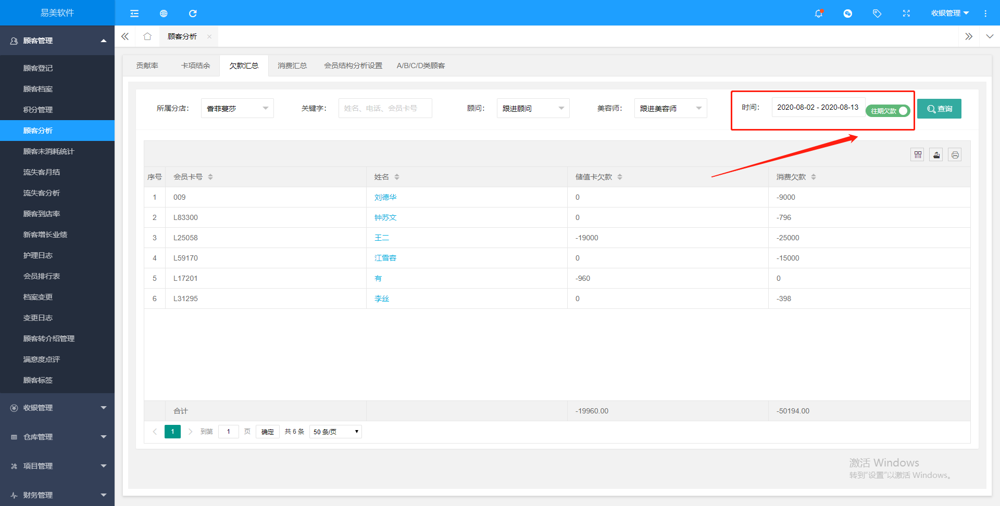 易美软件
收银管理
顾客管理
顾客登记
顾客档案
积分管理
顾客分析
顾客未消耗统计
流失客月结
流失客分析
顾客到店率
新客增长业绩
护理日志
会员排行表
档案变更
变更日志
顾客转介绍管理
满意度点评
顾客标签
收银管理
仓库管理
项目管理
财务管理
顾客分析
贡献率 卡项结余 欠款汇总 消费汇总 会员结构分析设置 A/B/C/D类顾客
所属分店： 香菲蔓莎 关键字： 姓名、电话、会员卡号 顾问： 跟进顾问 美容师： 跟进美容师 时间： 2020-08-02 - 2020-08-13 往期欠款 查询
序号 会员卡号 姓名 储值卡欠款 消费欠款
1 009 刘德华 0 -9000
2 L83300 钟苏文 0 -796
3 L25058 王二 -19000 -25000
4 L59170 江雪容 0 -15000
5 L17201 有 -960 0
6 L31295 李丝 0 -398
合计 -19960.00 -50194.00
1 到第 1 页 确定 共 6 条 50 条/页
激活 Windows
转到"设置"以激活 Windows。